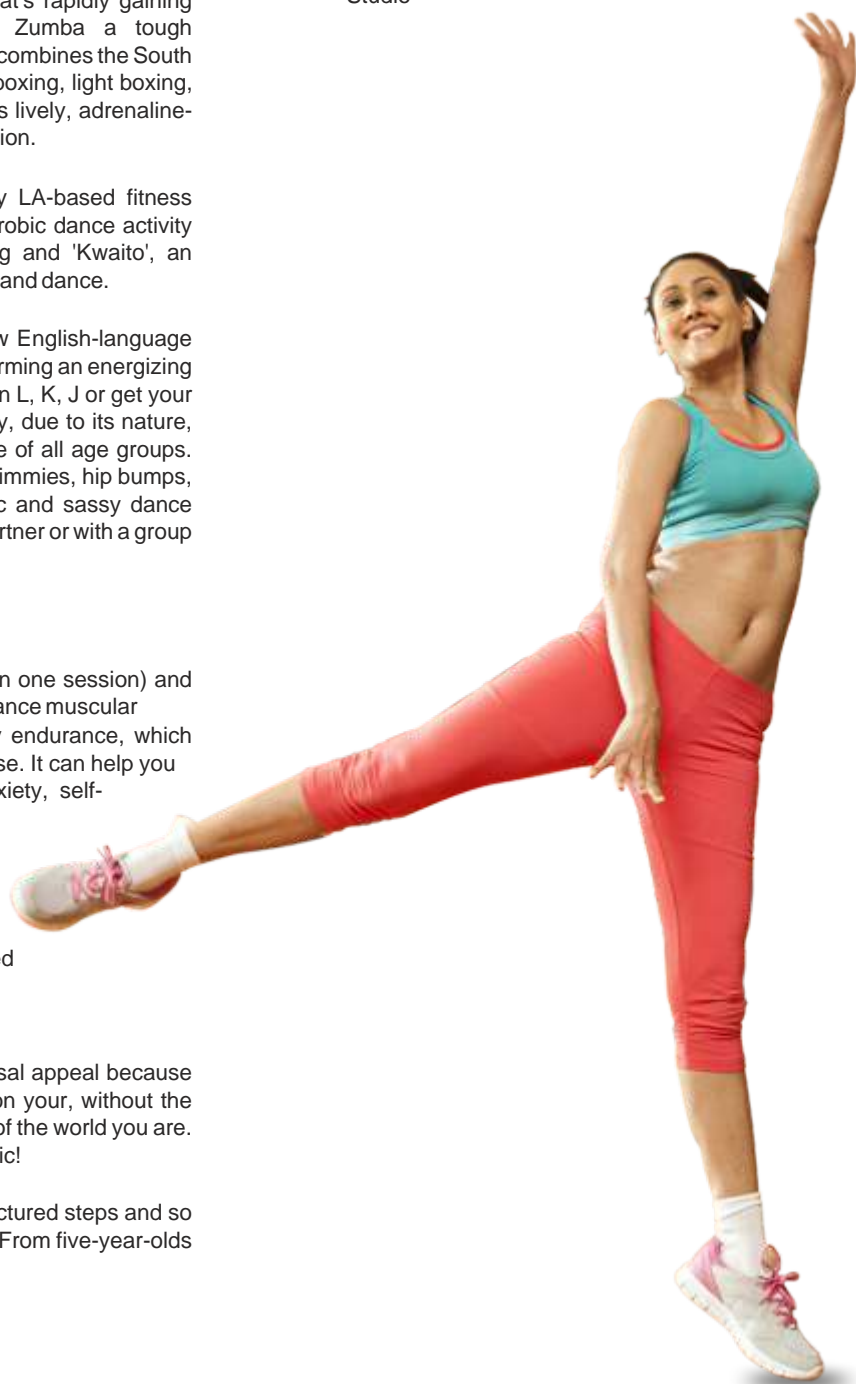 at's rapidly gaining
Zumba a tough
combines the South
boxing, light boxing,
s lively, adrenaline-
ion.
y LA-based fitness
robic dance activity
g and 'Kwaito', an
and dance.
w English-language
rming an energizing
n L, K, J or get your
y, due to its nature,
e of all age groups.
immies, hip bumps,
c and sassy dance
rtner or with a group
n one session) and
ance muscular
y endurance, which
se. It can help you
xiety, self-
ed
sal appeal because
on your, without the
of the world you are.
ic!
ctured steps and so
From five-year-olds